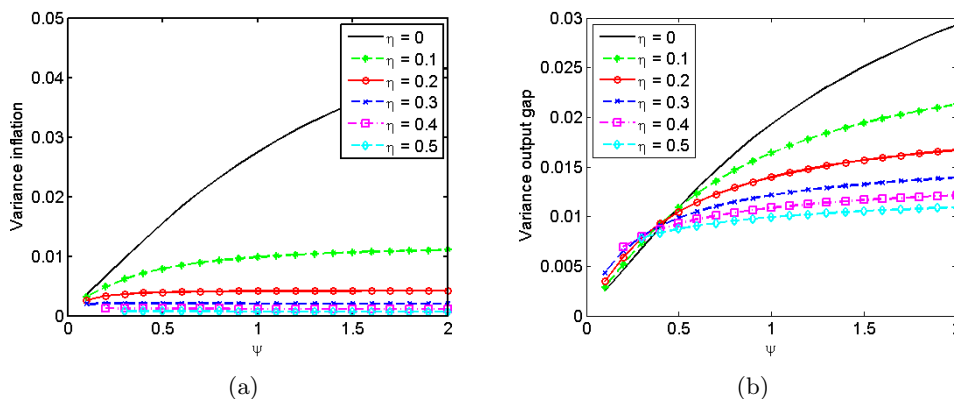 0.05
0.04
0.03
0.02
0.01
0
0
0.5
1
1.5
2
Variance inflation
ψ
η = 0
η = 0.1
η = 0.2
η = 0.3
η = 0.4
η = 0.5
(a)
0.03
0.025
0.02
0.015
0.01
0.005
0
0
0.5
1
1.5
2
Variance output gap
ψ
η = 0
η = 0.1
η = 0.2
η = 0.3
η = 0.4
η = 0.5
(b)